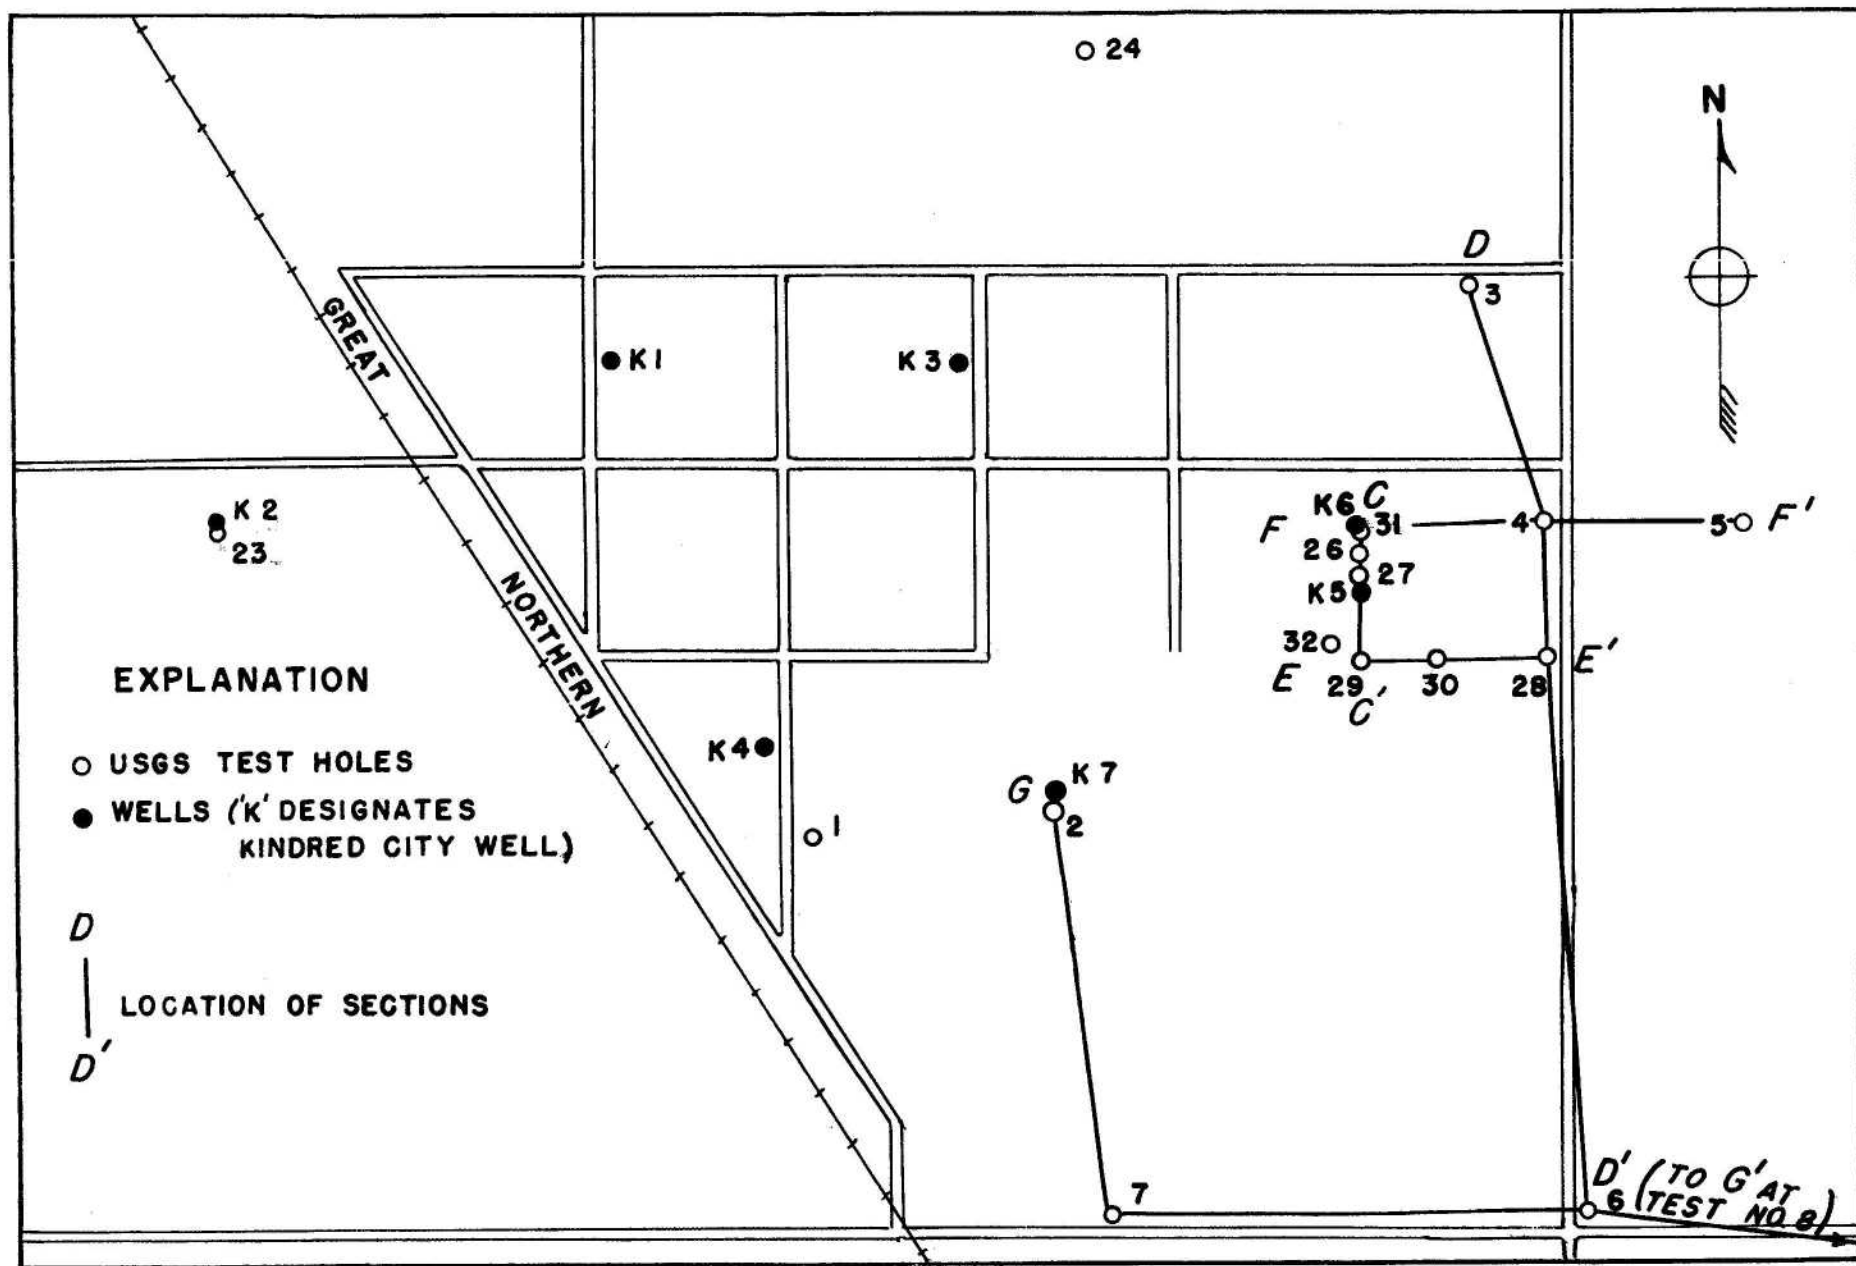 24
N
D
3
GREAT
K1
K3
K2
23
K6 C
F 31
4
5 F'
26
27
K5
NORTHERN
32
E 29 30 28 E'
C'
EXPLANATION
K4
USGS TEST HOLES
K7
G
2
WELLS ('K' DESIGNATES
KINDRED CITY WELL)
1
D
LOCATION OF SECTIONS
D'
7
D' (TO G' AT
6 TEST NO 8)